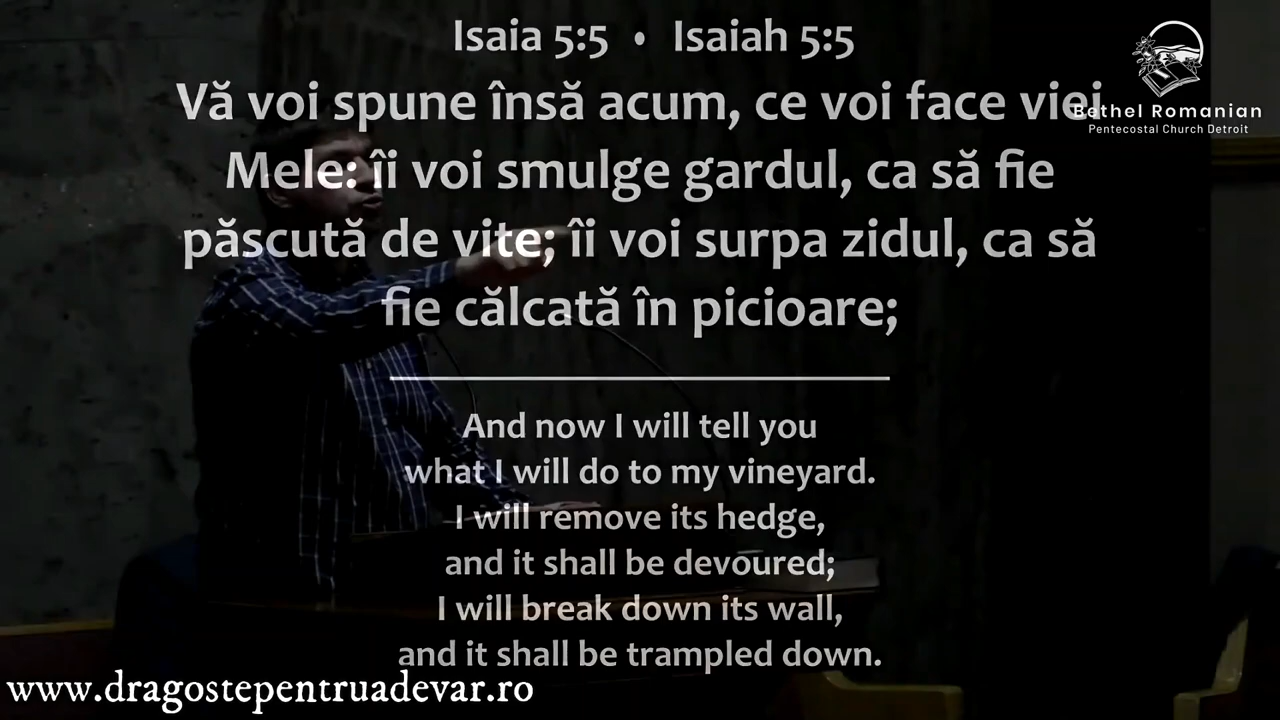 Isaia 5:5 • Isaiah 5:5
Vă voi spune însă acum, ce voi face viei
Mele: îi voi smulge gardul, ca să fie
păscută de vite; îi voi surpa zidul, ca să
fie călcată în picioare;
And now I will tell you
what I will do to my vineyard.
I will remove its hedge,
and it shall be devoured;
I will break down its wall,
and it shall be trampled down.
Bethel Romanian
Pentecostal Church Detroit
www.dragostepentruadevar.ro